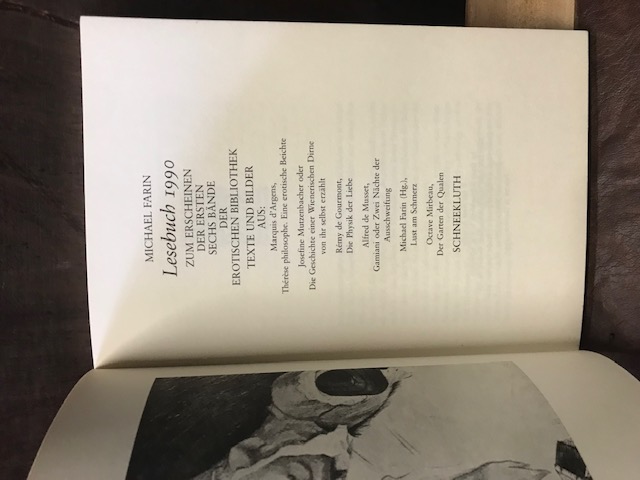 MICHAEL FARIN
Lesebuch 1990
ZUM ERSCHEINEN
DER ERSTEN
SECHS BÄNDE
DER
EROTISCHEN BIBLIOTHEK
TEXTE UND BILDER
AUS:
Marquis d'Argens,
Thérèse philosophe. Eine erotische Beichte
Josefine Mutzenbacher oder
Die Geschichte einer Wienerischen Dirne
von ihr selbst erzählt
Rémy de Gourmont,
Die Physik der Liebe
Alfred de Musset,
Gamiani oder Zwei Nächte der
Ausschweifung
Michael Farin (Hg.),
Lust am Schmerz
Octave Mirbeau,
Der Garten der Qualen
SCHNEEKLUTH